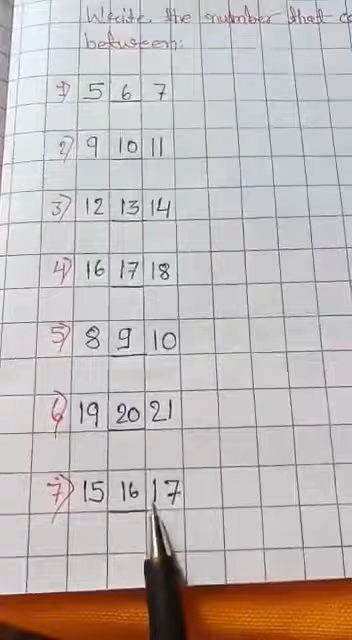 Write the number that
between:
1) 5 6 7
2) 9 10 11
3) 12 13 14
4) 16 17 18
5) 8 9 10
6) 19 20 21
7) 15 16 17